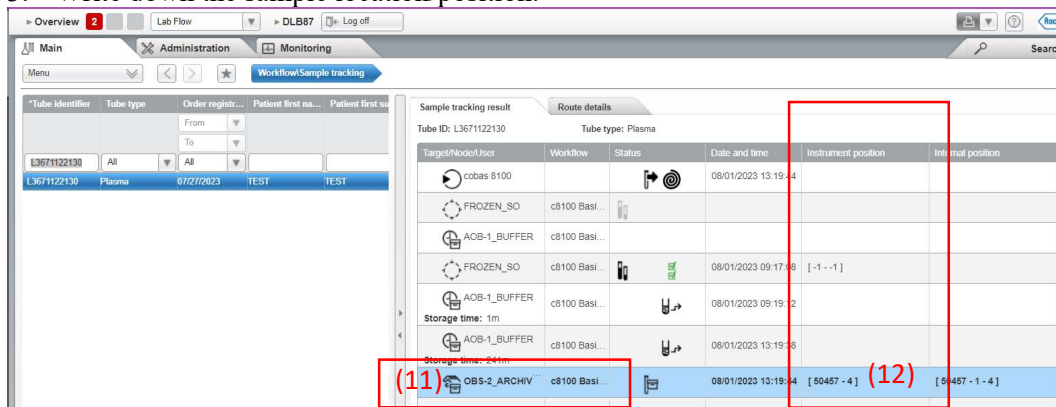 ▸ Overview 2 Lab Flow ▸ DLB87 Log off
Main Administration Monitoring Searc
Menu Workflow\Sample tracking
*Tube identifier Tube type Order registr... Patient first na... Patient first su
From
To
L3671122130 All All
L3671122130 Plasma 07/27/2023 TEST TEST
Sample tracking result Route details
Tube ID: L3671122130 Tube type: Plasma
Target/Node/User Workflow Status Date and time Instrument position Internal position
cobas 8100 08/01/2023 13:19:44
FROZEN_SO c8100 Basi...
AOB-1_BUFFER c8100 Basi...
FROZEN_SO c8100 Basi... 08/01/2023 09:17:08 [ -1 - -1 ]
AOB-1_BUFFER c8100 Basi... 08/01/2023 09:19:12
Storage time: 1m
AOB-1_BUFFER c8100 Basi... 08/01/2023 13:19:38
Storage time: 241m
(11) OBS-2_ARCHIV... c8100 Basi... 08/01/2023 13:19:44 [ 50457 - 4 ] (12) [ 50457 - 1 - 4 ]